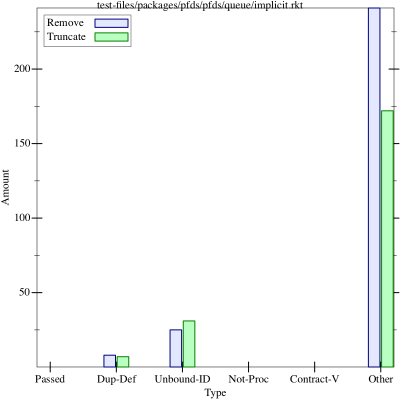 test-files/packages/pfds/pfds/queue/implicit.rkt
Remove
Truncate
200
150
100
50
Amount
Passed Dup-Def Unbound-ID Not-Proc Contract-V Other
Type